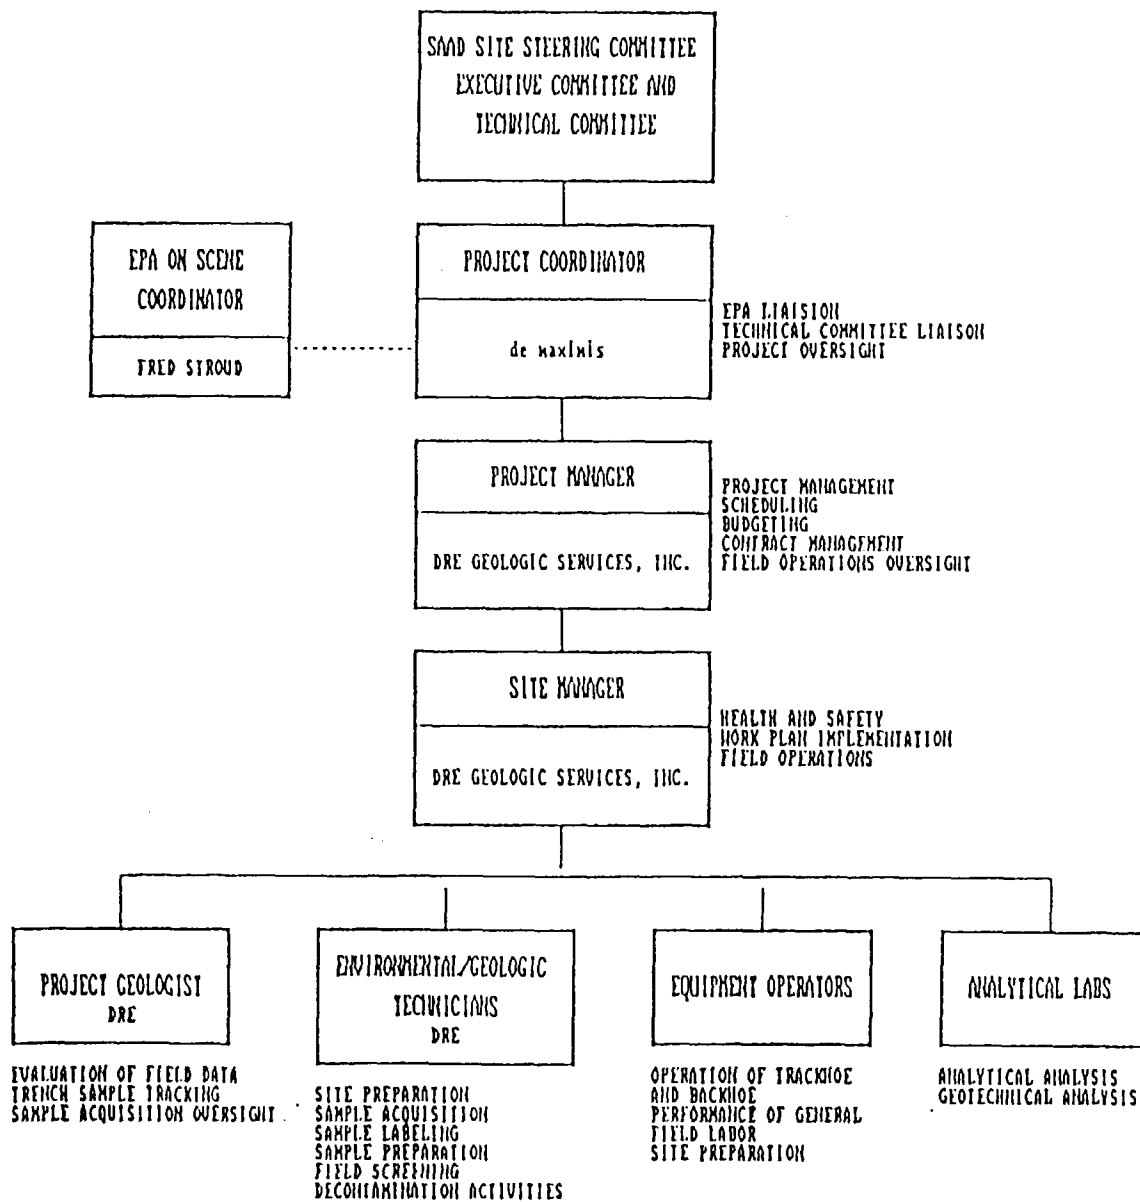 SAAD SITE STEERING COMMITTEE
EXECUTIVE COMMITTEE AND
TECHNICAL COMMITTEE
EPA ON SCENE
COORDINATOR
FRED STROUD
PROJECT COORDINATOR
de maximis
EPA LIAISION
TECHNICAL COMMITTEE LIAISON
PROJECT OVERSIGHT
PROJECT MANAGER
DRE GEOLOGIC SERVICES, INC.
PROJECT MANAGEMENT
SCHEDULING
BUDGETING
CONTRACT MANAGEMENT
FIELD OPERATIONS OVERSIGHT
SITE MANAGER
DRE GEOLOGIC SERVICES, INC.
HEALTH AND SAFETY
WORK PLAN IMPLEMENTATION
FIELD OPERATIONS
PROJECT GEOLOGIST
DRE
EVALUATION OF FIELD DATA
TRENCH SAMPLE TRACKING
SAMPLE ACQUISITION OVERSIGHT
ENVIRONMENTAL/GEOLOGIC
TECHNICIANS
DRE
SITE PREPARATION
SAMPLE ACQUISITION
SAMPLE LABELING
SAMPLE PREPARATION
FIELD SCREENING
DECONTAMINATION ACTIVITIES
EQUIPMENT OPERATORS
OPERATION OF TRACKHOE
AND BACKHOE
PERFORMANCE OF GENERAL
FIELD LABOR
SITE PREPARATION
ANALYTICAL LABS
ANALYTICAL ANALYSIS
GEOTECHNICAL ANALYSIS